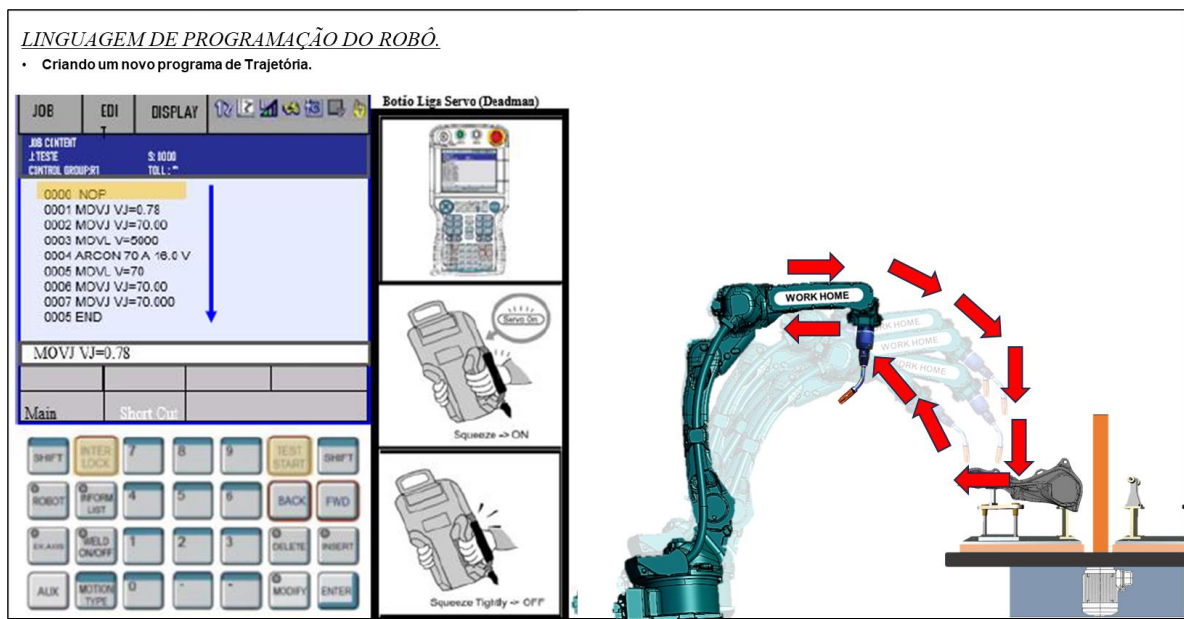 LINGUAGEM DE PROGRAMAÇÃO DO ROBÔ.
• Criando um novo programa de Trajetória.
JOB
EDI
T
DISPLAY
JOB CONTENT
J:TESTE
S: 0000
CONTROL GROUP:R1
TOLL: **
0000 NOP
0001 MOVJ VJ=0.78
0002 MOVJ VJ=70.00
0003 MOVL V=5000
0004 ARCON 70 A 16.0 V
0005 MOVL V=70
0006 MOVJ VJ=70.00
0007 MOVJ VJ=70.000
0005 END
MOVJ VJ=0.78
Main
Short Cut
SHIFT
INTER
LOCK
7
8
9
TEST
START
SHIFT
ROBOT
INFORM
LIST
4
5
6
BACK
FWD
EX.AXIS
WELD
ON/OFF
1
2
3
DELETE
INSERT
AUX
MOTION
TYPE
0
.
-
MODIFY
ENTER
Botão Liga Servo (Deadman)
Servo On
Squeeze -> ON
Squeeze Tightly -> OFF
WORK HOME
RK HOME
WORK HOME
WORK HOME